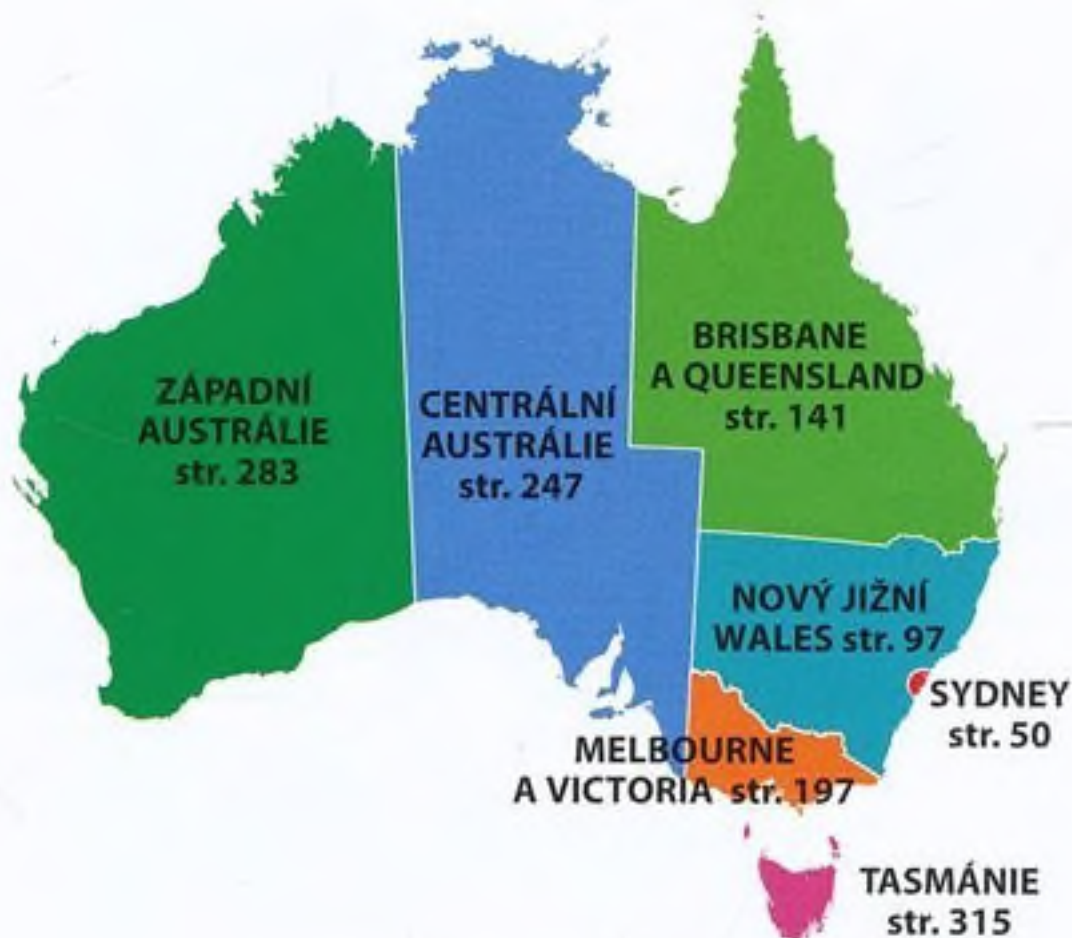 ZÁPADNÍ
AUSTRÁLIE
str. 283
CENTRÁLNÍ
AUSTRÁLIE
str. 247
BRISBANE
A QUEENSLAND
str. 141
NOVÝ JIŽNÍ
WALES str. 97
SYDNEY
str. 50
MELBOURNE
A VICTORIA str. 197
TASMÁNIE
str. 315